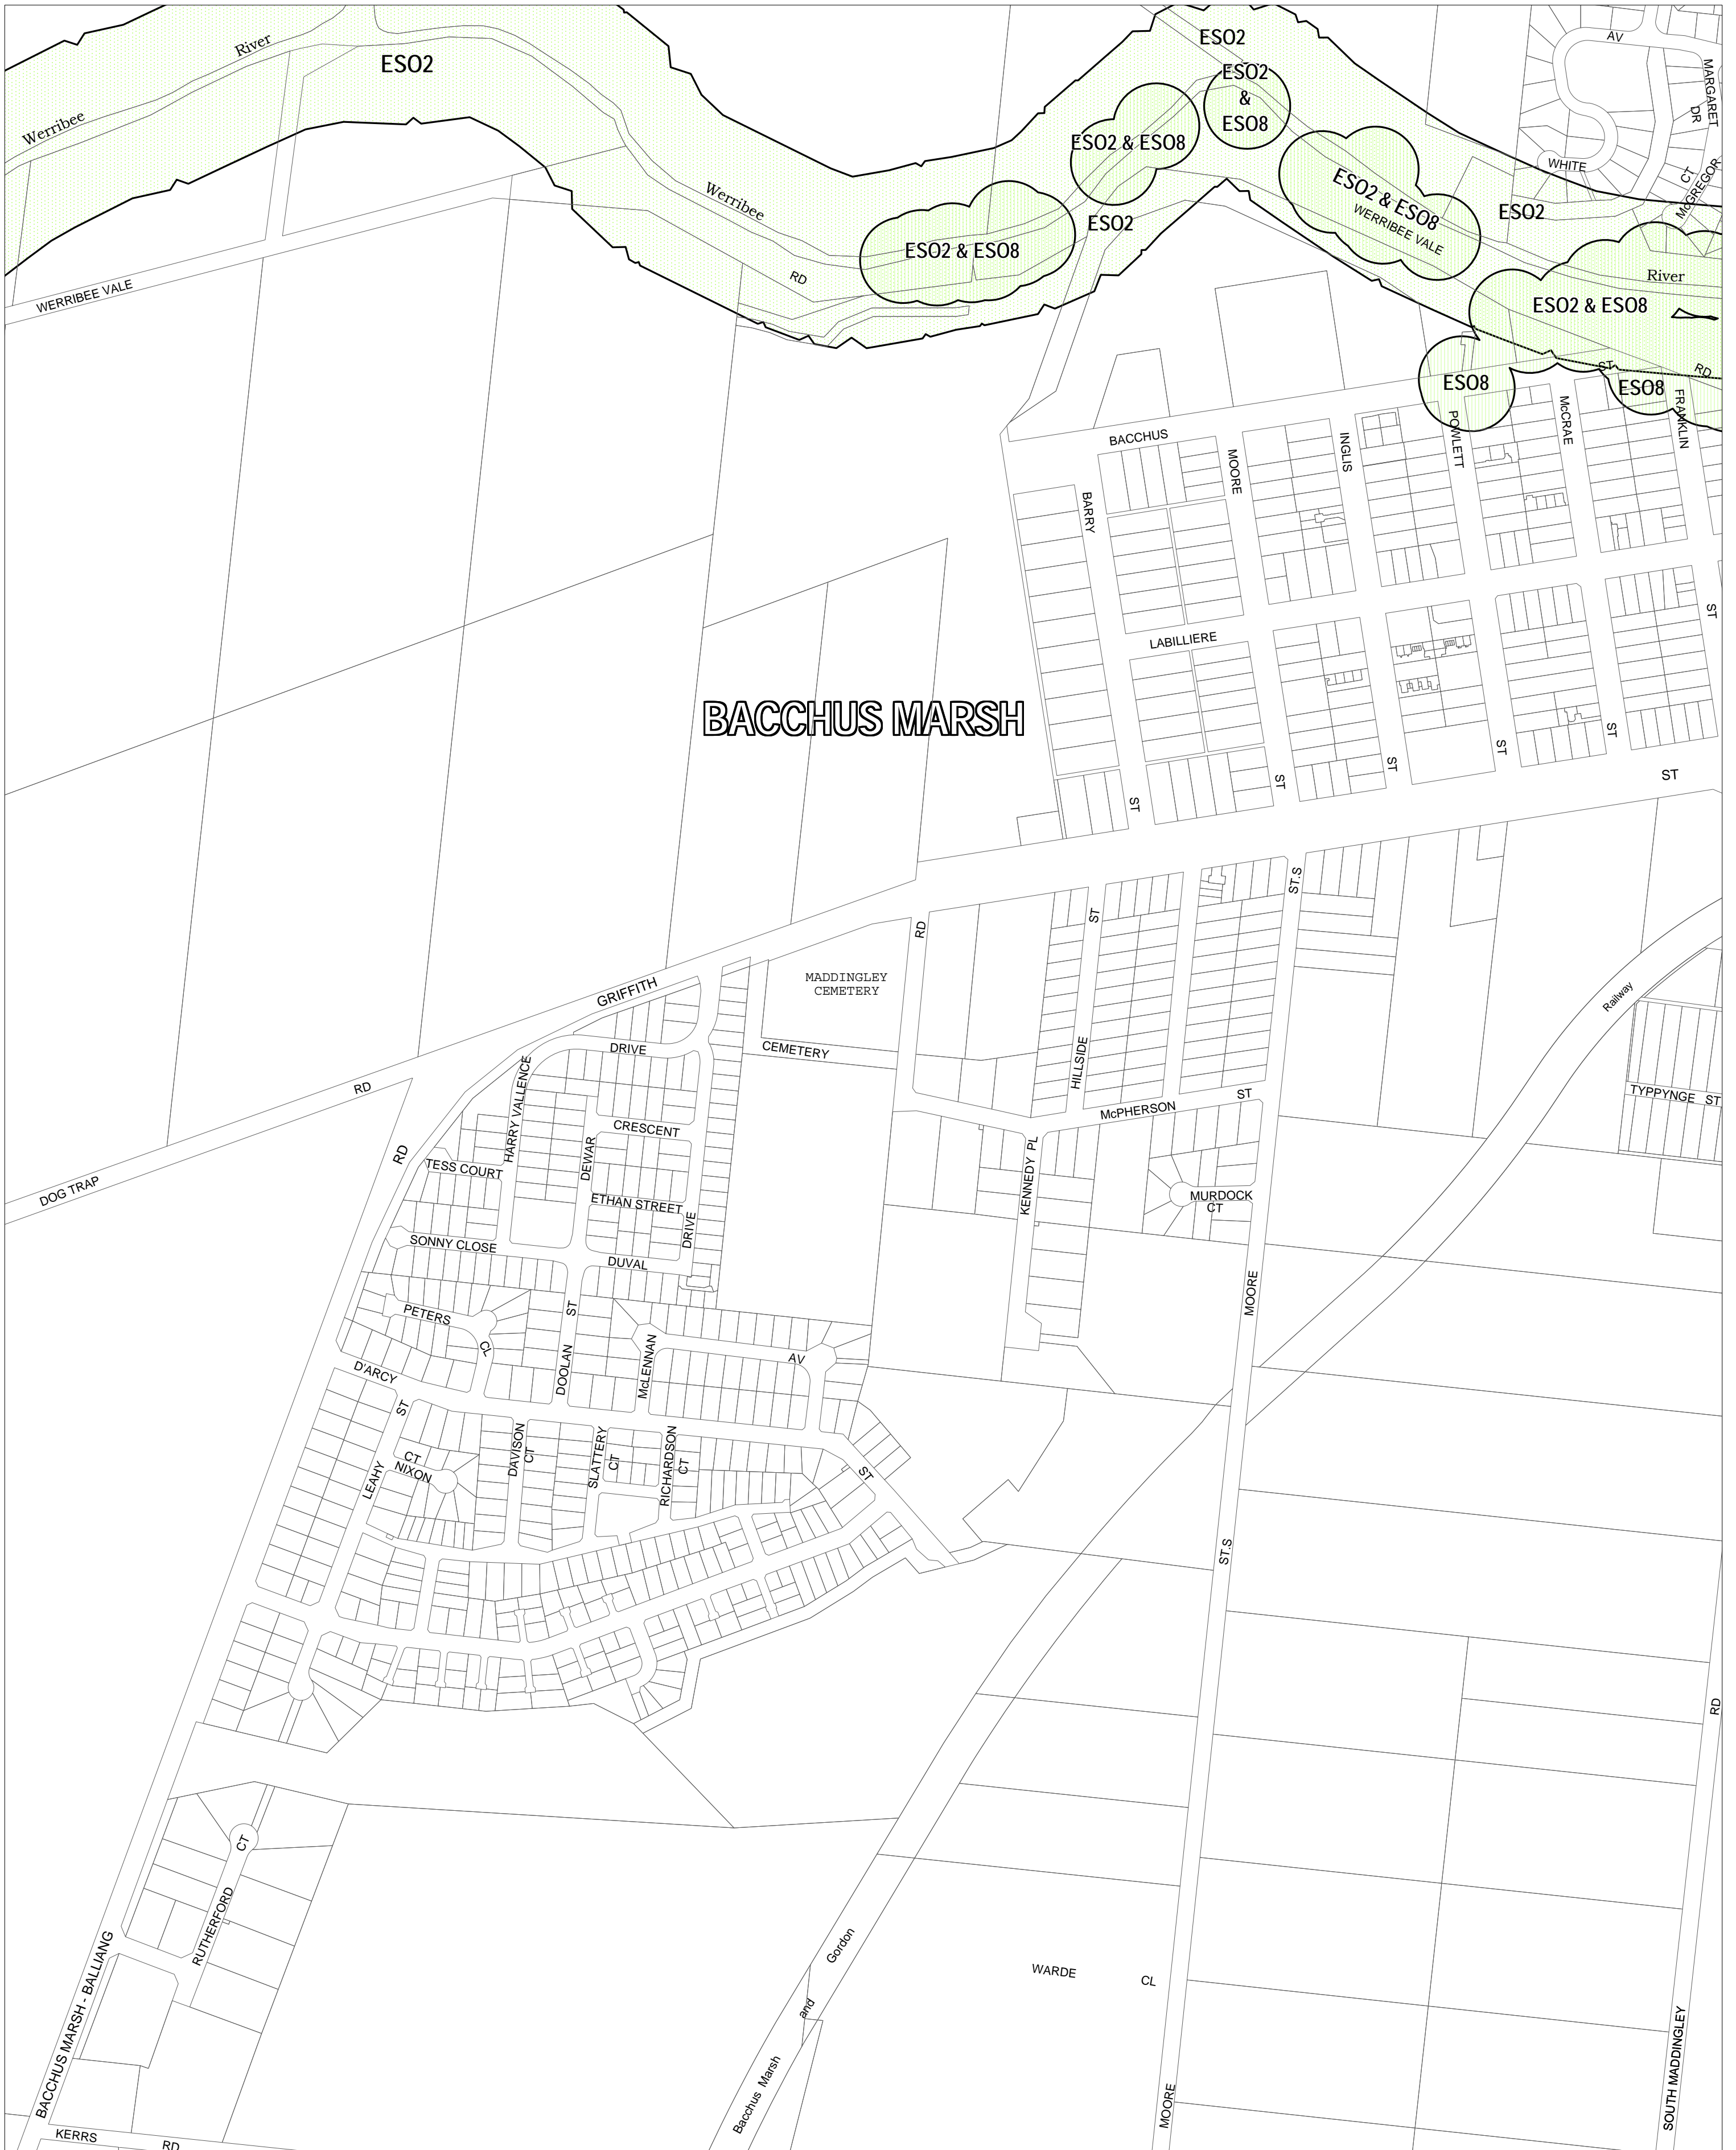 ESO2
AV
River
ESO2
MARGARET
DR
ESO2
&
ESO8
Werribee
ESO2 & ESO8
WHITE
CT
McGREGOR
ESO2 & ESO8
WERRIBEE VALE
Werribee
ESO2
ESO2
ESO2 & ESO8
RD
River
WERRIBEE VALE
ESO2 & ESO8
ST
RD
ESO8
ESO8
BACCHUS
MOORE
INGLIS
POWLETT
McCRAE
FRANKLIN
BARRY
LABILLIERE
ST
BACCHUS MARSH
ST
ST
ST
ST
ST
ST
ST.S
ST
RD
MADDINGLEY
CEMETERY
GRIFFITH
Railway
DRIVE
CEMETERY
HARRY VALLENCE
HILLSIDE
RD
McPHERSON
ST
TYPPYNGE ST
CRESCENT
DEWAR
RD
TESS COURT
KENNEDY PL
DOG TRAP
ETHAN STREET
MURDOCK
CT
DRIVE
SONNY CLOSE
DUVAL
MOORE
PETERS
CL
ST
DOOLAN
McLENNAN
AV
D'ARCY
ST
LEAHY
CT
NIXON
DAVISON
CT
SLATTERY
CT
RICHARDSON
CT
ST
ST.S
RD
CT
RUTHERFORD
Gordon
WARDE CL
and
BACCHUS MARSH - BALLIANG
Bacchus Marsh
MOORE
SOUTH MADDINGLEY
KERRS RD